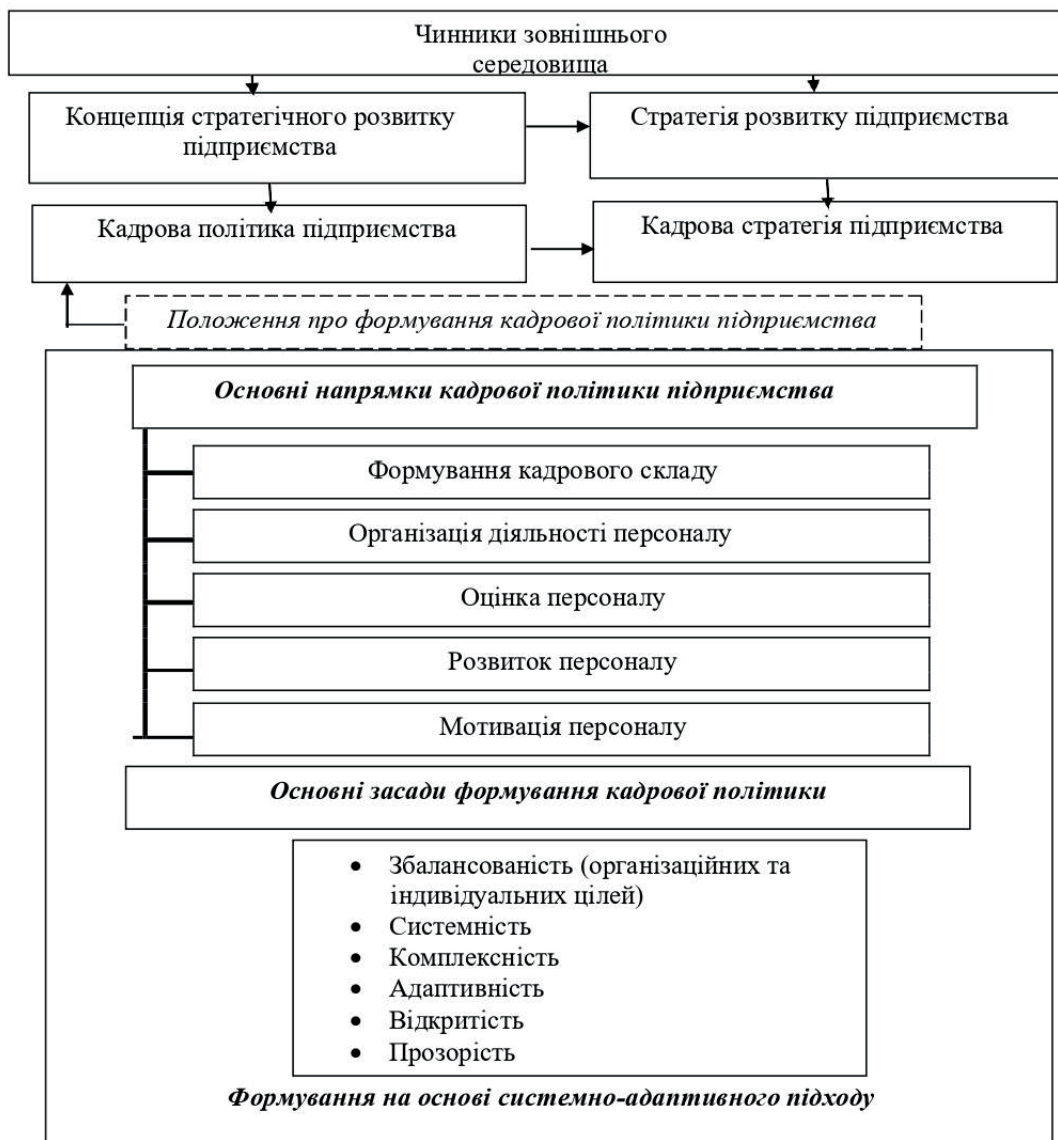 Чинники зовнішнього
середовища
Концепція стратегічного розвитку
підприємства
Стратегія розвитку підприємства
Кадрова політика підприємства
Кадрова стратегія підприємства
Положення про формування кадрової політики підприємства
Основні напрямки кадрової політики підприємства
Формування кадрового складу
Організація діяльності персоналу
Оцінка персоналу
Розвиток персоналу
Мотивація персоналу
Основні засади формування кадрової політики
• Збалансованість (організаційних та
індивідуальних цілей)
• Системність
• Комплексність
• Адаптивність
• Відкритість
• Прозорість
Формування на основі системно-адаптивного підходу